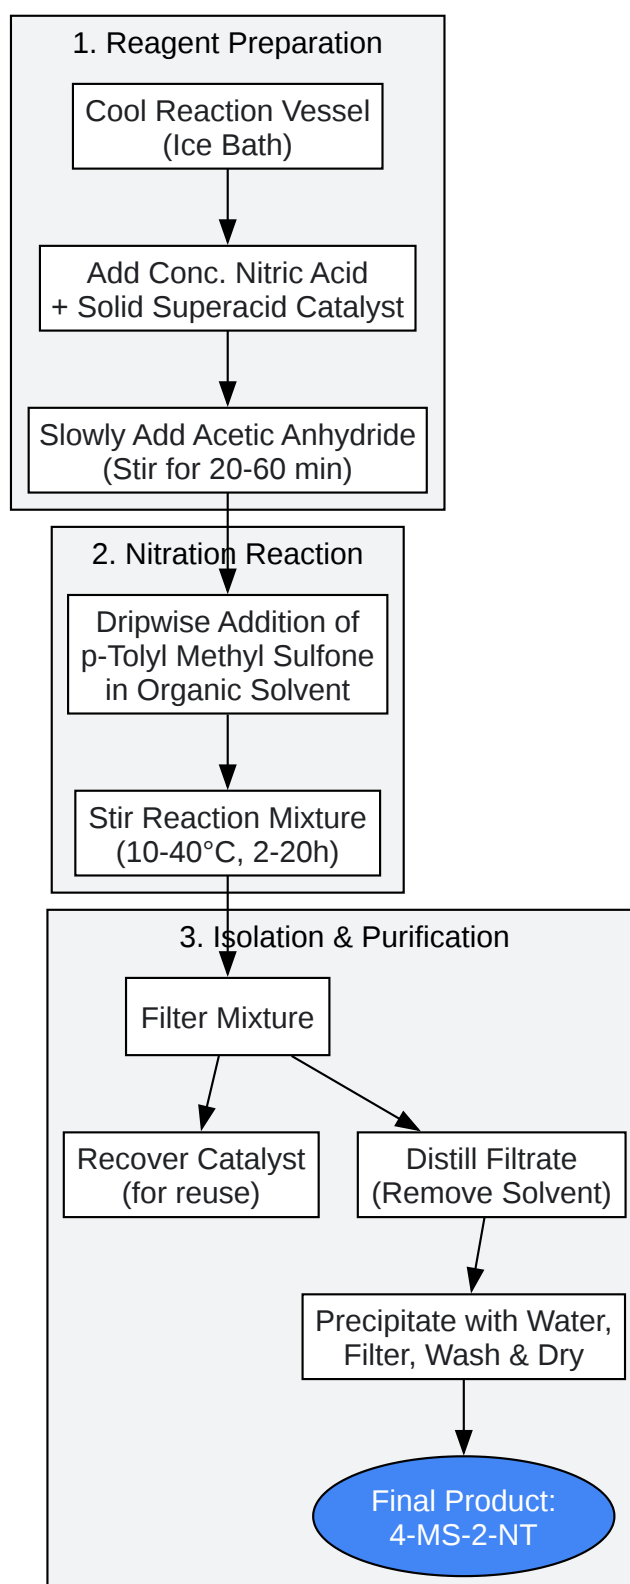 1. Reagent Preparation
Cool Reaction Vessel
(Ice Bath)
Add Conc. Nitric Acid
+ Solid Superacid Catalyst
Slowly Add Acetic Anhydride
(Stir for 20-60 min)
2. Nitration Reaction
Dripwise Addition of
p-Tolyl Methyl Sulfone
in Organic Solvent
Stir Reaction Mixture
(10-40°C, 2-20h)
3. Isolation & Purification
Filter Mixture
Recover Catalyst
(for reuse)
Distill Filtrate
(Remove Solvent)
Precipitate with Water,
Filter, Wash & Dry
Final Product:
4-MS-2-NT